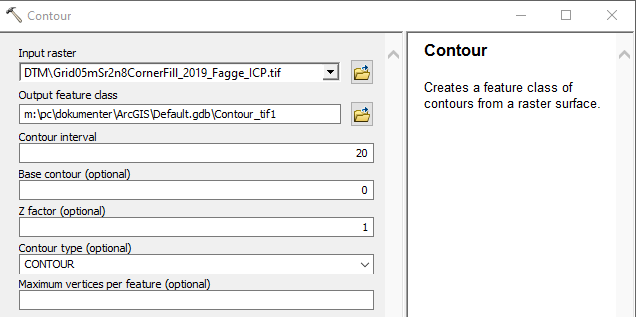 Contour
Input raster
DTM\Grid05mSr2n8CornerFill_2019_Fagge_ICP.tif
Output feature class
m:\pc\dokumenter\ArcGIS\Default.gdb\Contour_tif1
Contour interval
20
Base contour (optional)
0
Z factor (optional)
1
Contour type (optional)
CONTOUR
Maximum vertices per feature (optional)
Contour
Creates a feature class of
contours from a raster surface.